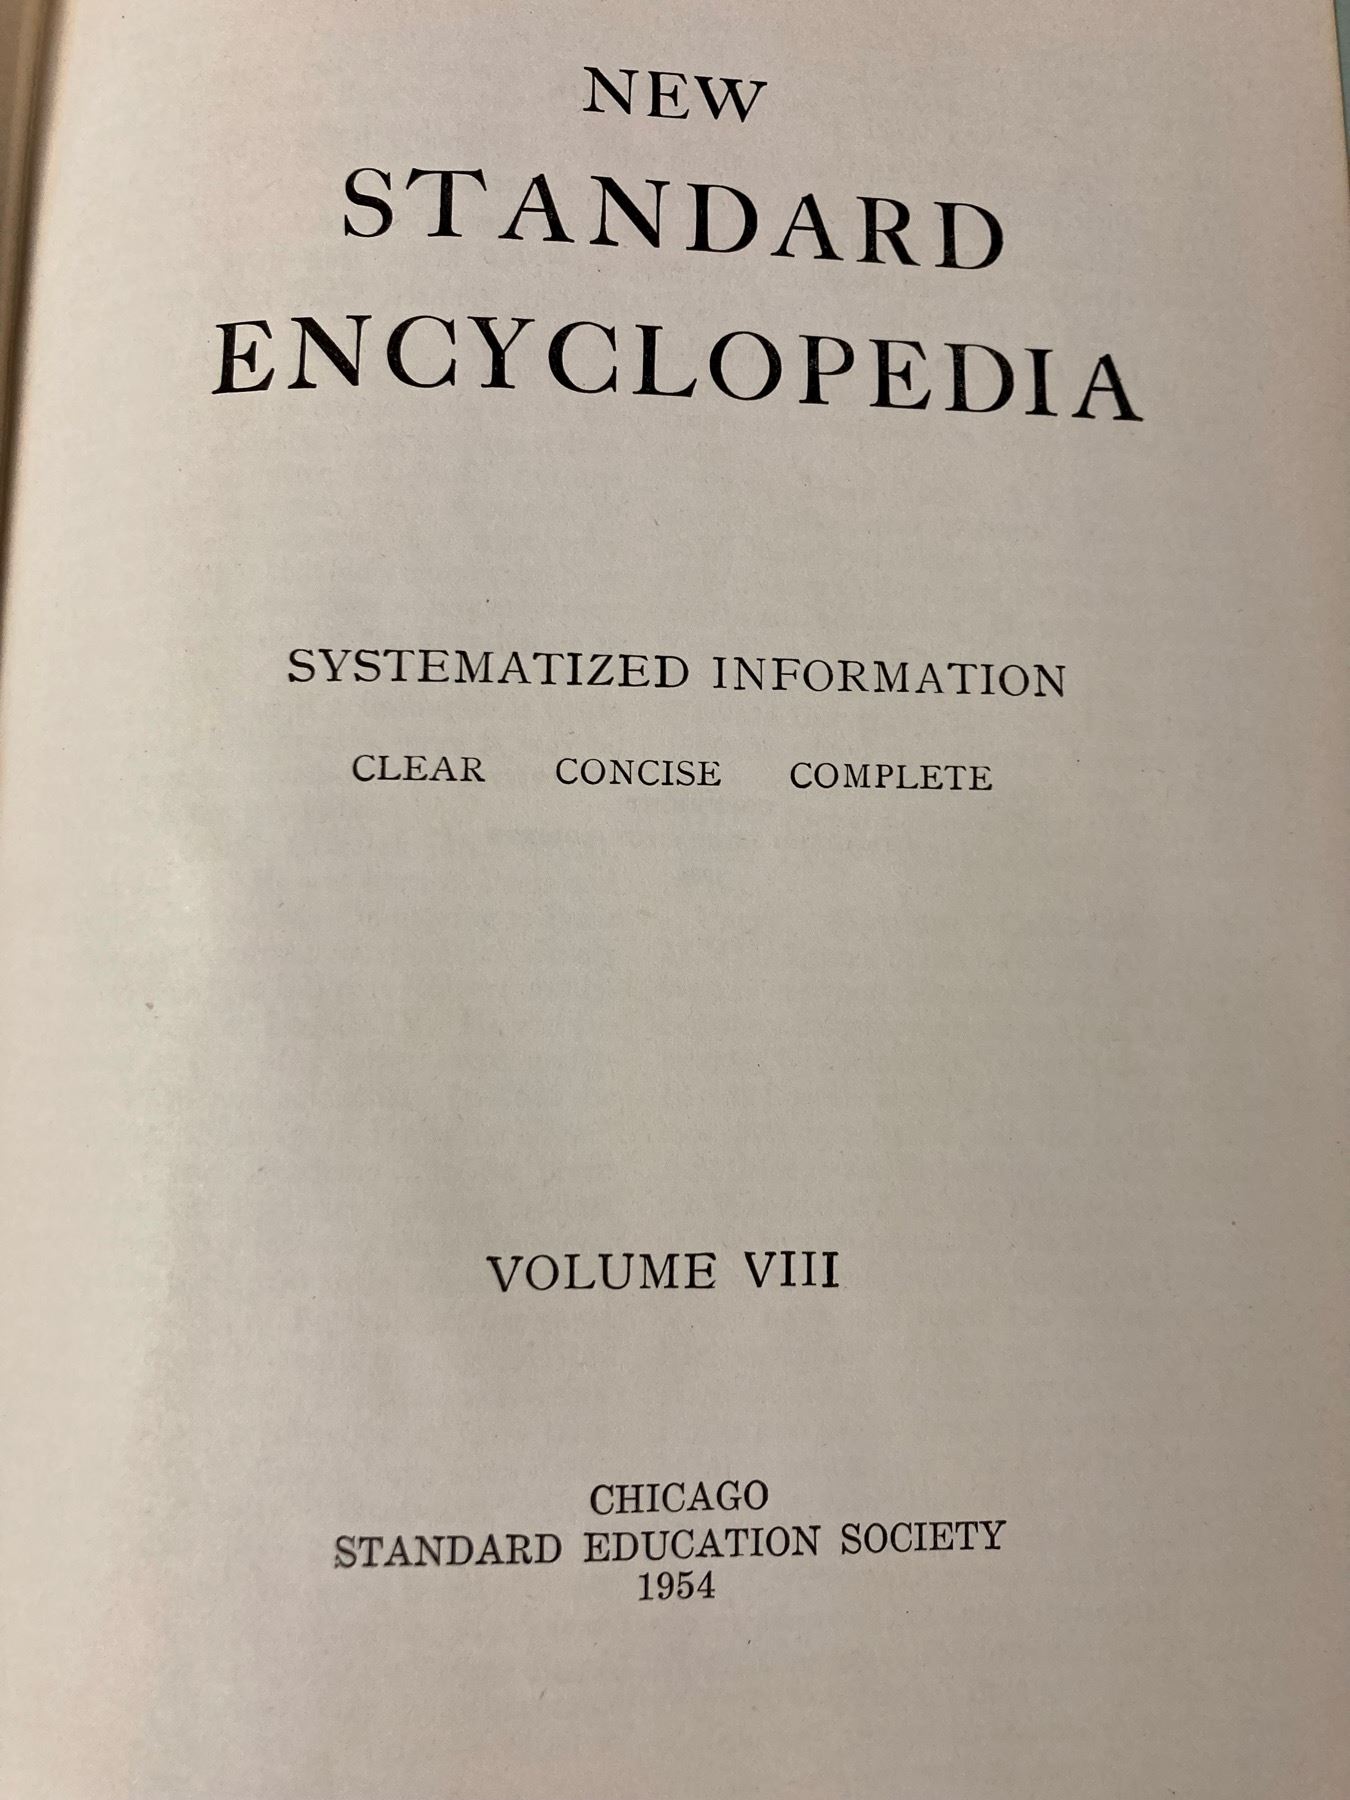 NEW
STANDARD
ENCYCLOPEDIA
SYSTEMATIZED INFORMATION
CLEAR CONCISE COMPLETE
VOLUME VIII
CHICAGO
STANDARD EDUCATION SOCIETY
1954